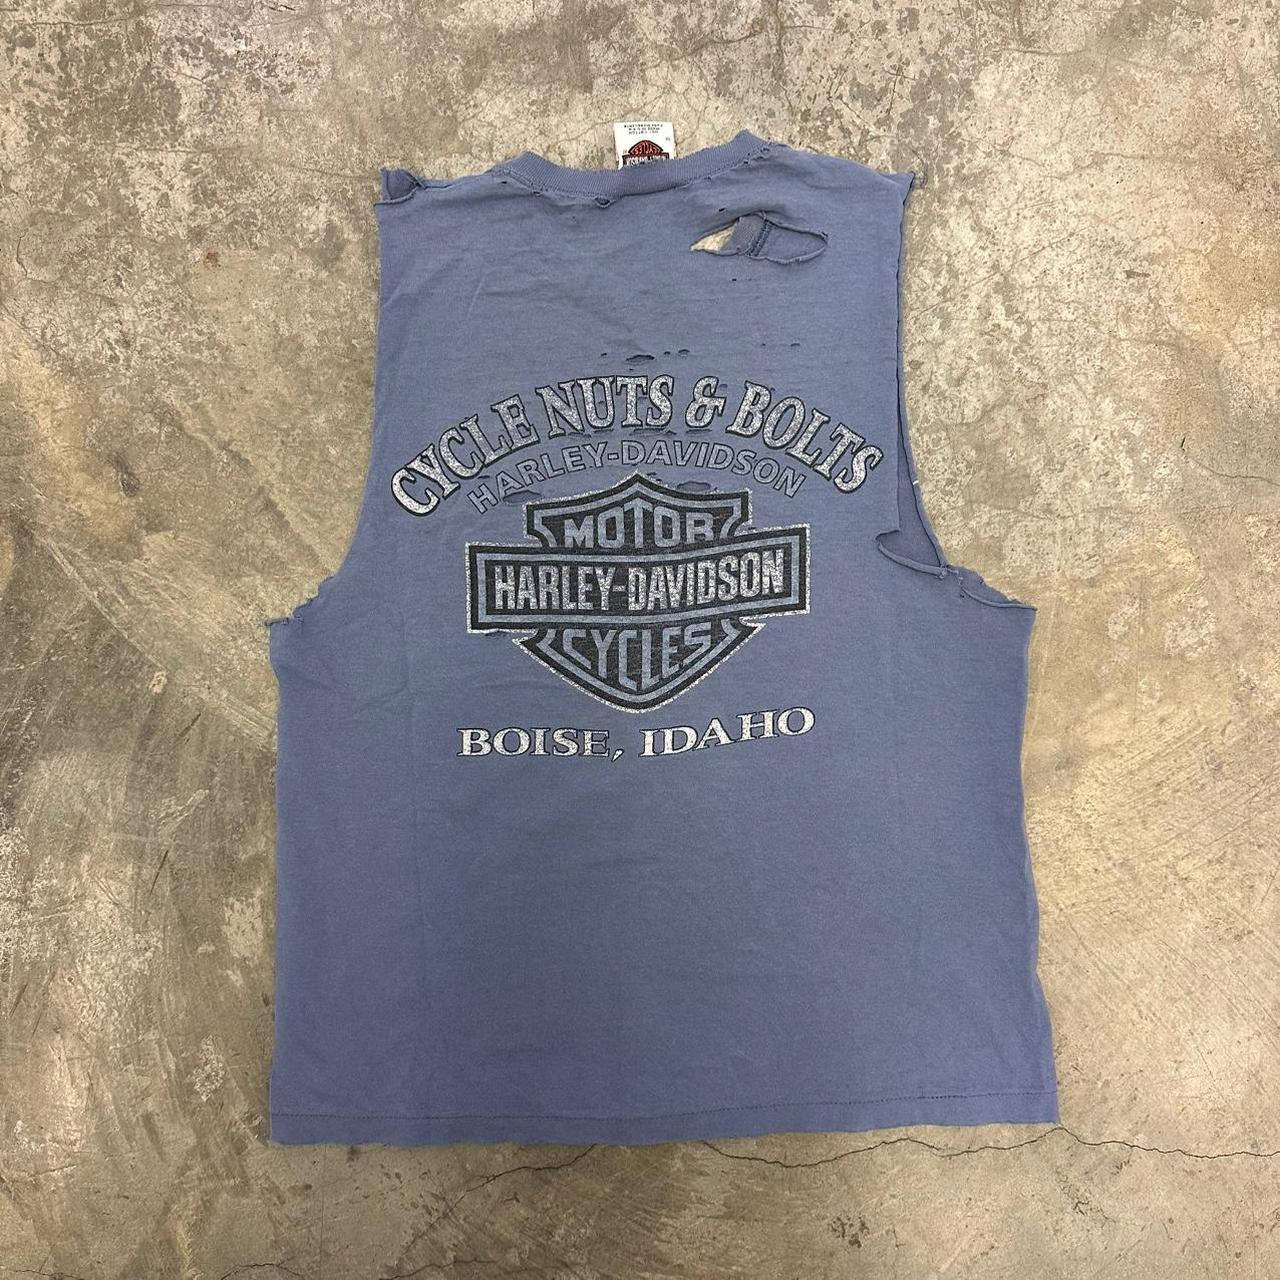 CYCLE NUTS & BOLTS
HARLEY-DAVIDSON
MOTOR
HARLEY-DAVIDSON
CYCLES
BOISE, IDAHO